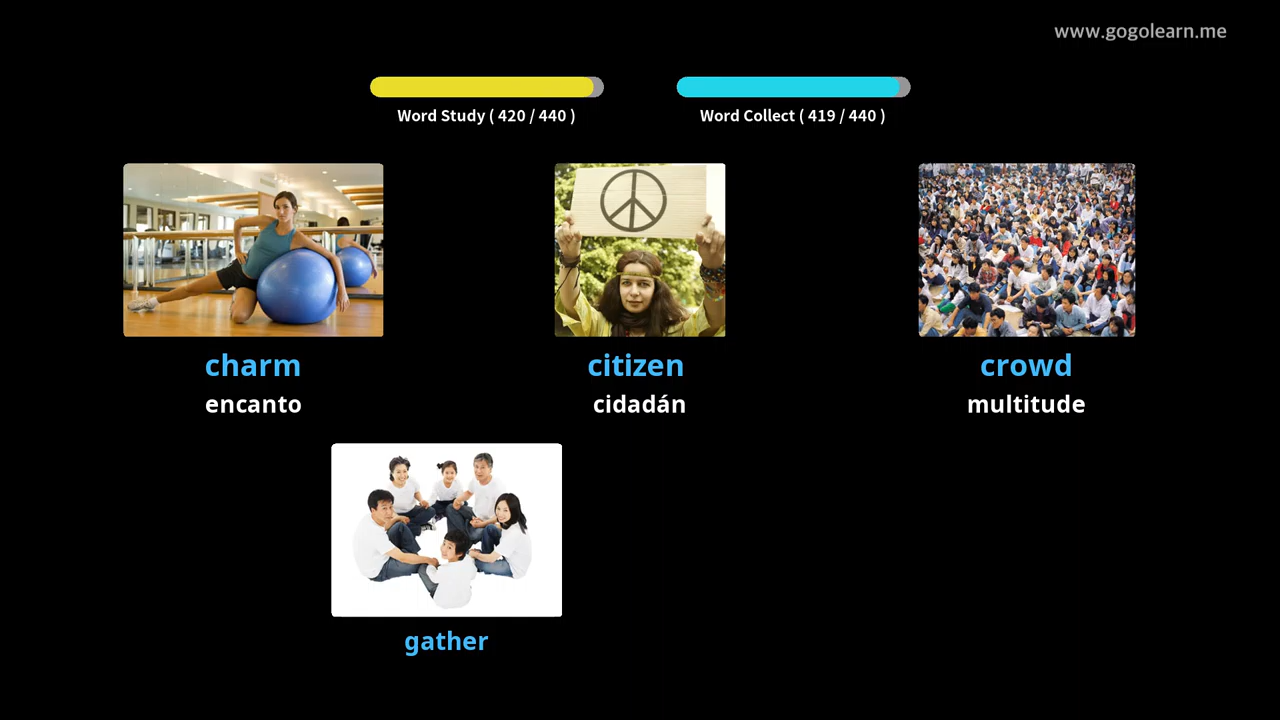 www.gogolearn.me
Word Study ( 420 / 440 )
Word Collect ( 419 / 440 )
charm
citizen
crowd
encanto
cidadán
multitude
gather